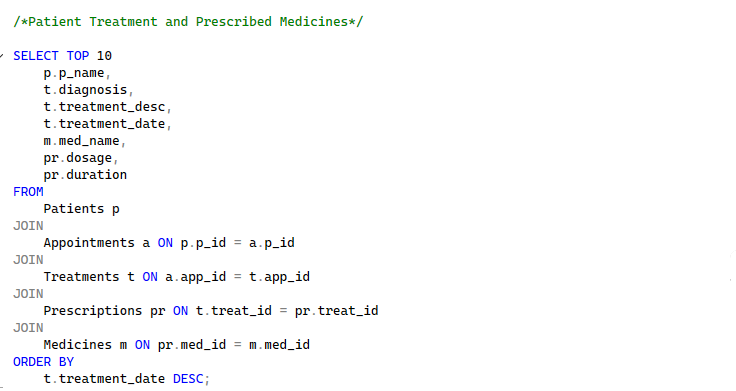 /*Patient Treatment and Prescribed Medicines*/
SELECT TOP 10
p.p_name,
t.diagnosis,
t.treatment_desc,
t.treatment_date,
m.med_name,
pr.dosage,
pr.duration
FROM
Patients p
JOIN
Appointments a ON p.p_id = a.p_id
JOIN
Treatments t ON a.app_id = t.app_id
JOIN
Prescriptions pr ON t.treat_id = pr.treat_id
JOIN
Medicines m ON pr.med_id = m.med_id
ORDER BY
t.treatment_date DESC;